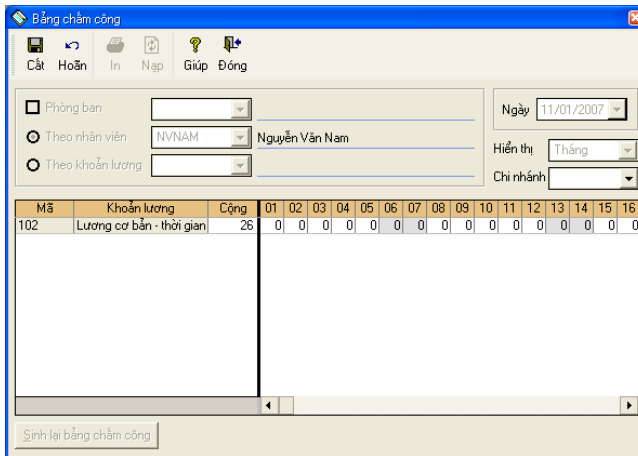 Bảng chấm công
Cất Hoãn In Nạp Giúp Đóng
Phòng ban
Theo nhân viên NVNAM Nguyễn Văn Nam
Theo khoản lương
Ngày 11/01/2007
Hiển thị Tháng
Chi nhánh
Mã Khoản lương Cộng 01 02 03 04 05 06 07 08 09 10 11 12 13 14 15 16
102 Lương cơ bản - thời gian 26 0 0 0 0 0 0 0 0 0 0 0 0 0 0 0 0
Sinh lại bảng chấm công